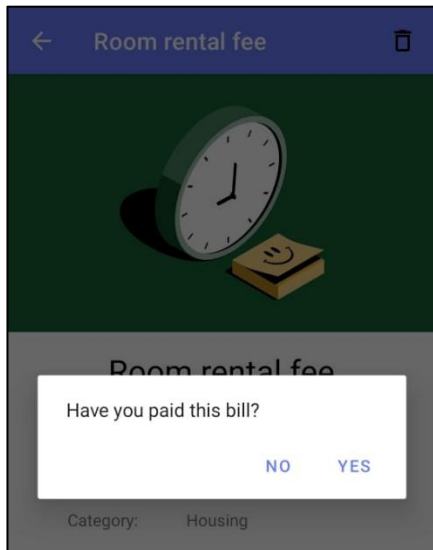 Room rental fee
Room rental fee
Have you paid this bill?
NO YES
Category: Housing